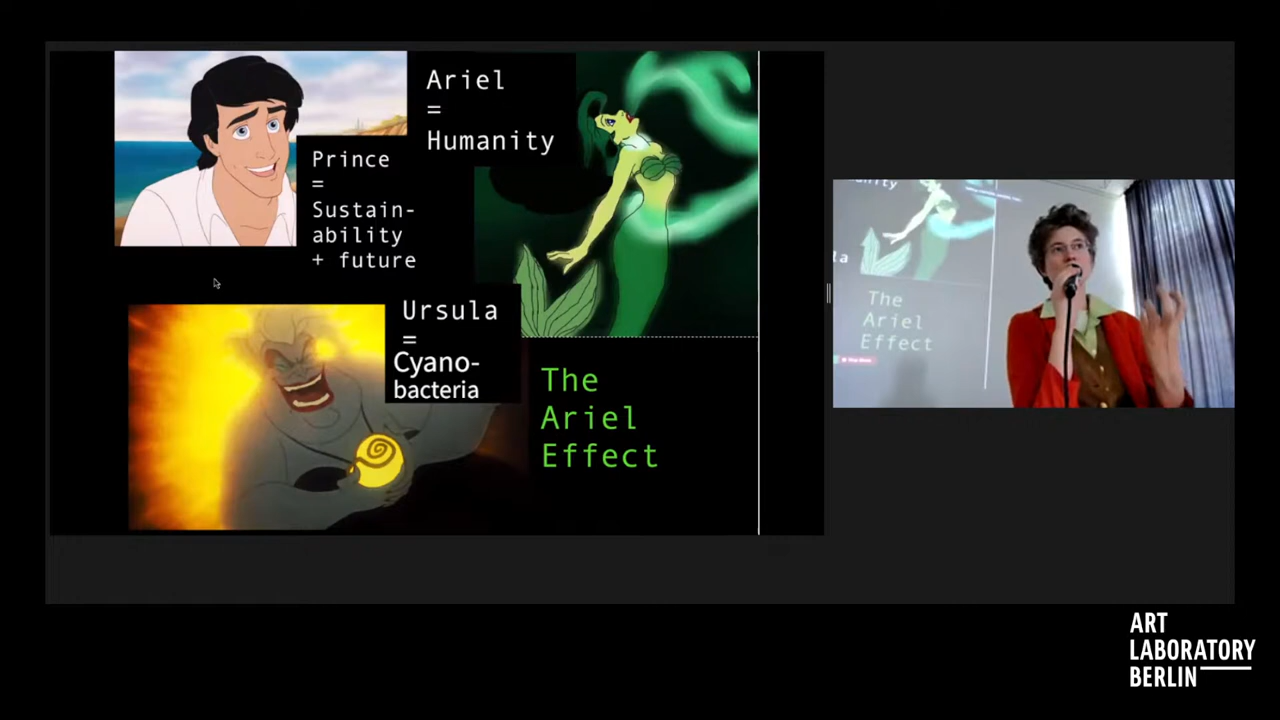 Ariel
=
Humanity
Prince
=
Sustain-
ability
+ future
Ursula
=
Cyano-
bacteria
The
Ariel
Effect
The
Ariel
Effect
ART
LABORATORY
BERLIN